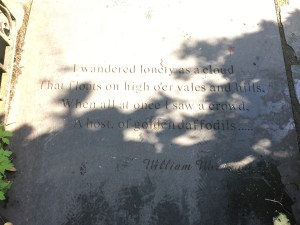 I wandered lonely as a cloud
That floats on high o'er vales and hills,
When all at once I saw a crowd,
A host, of golden daffodils.........
William